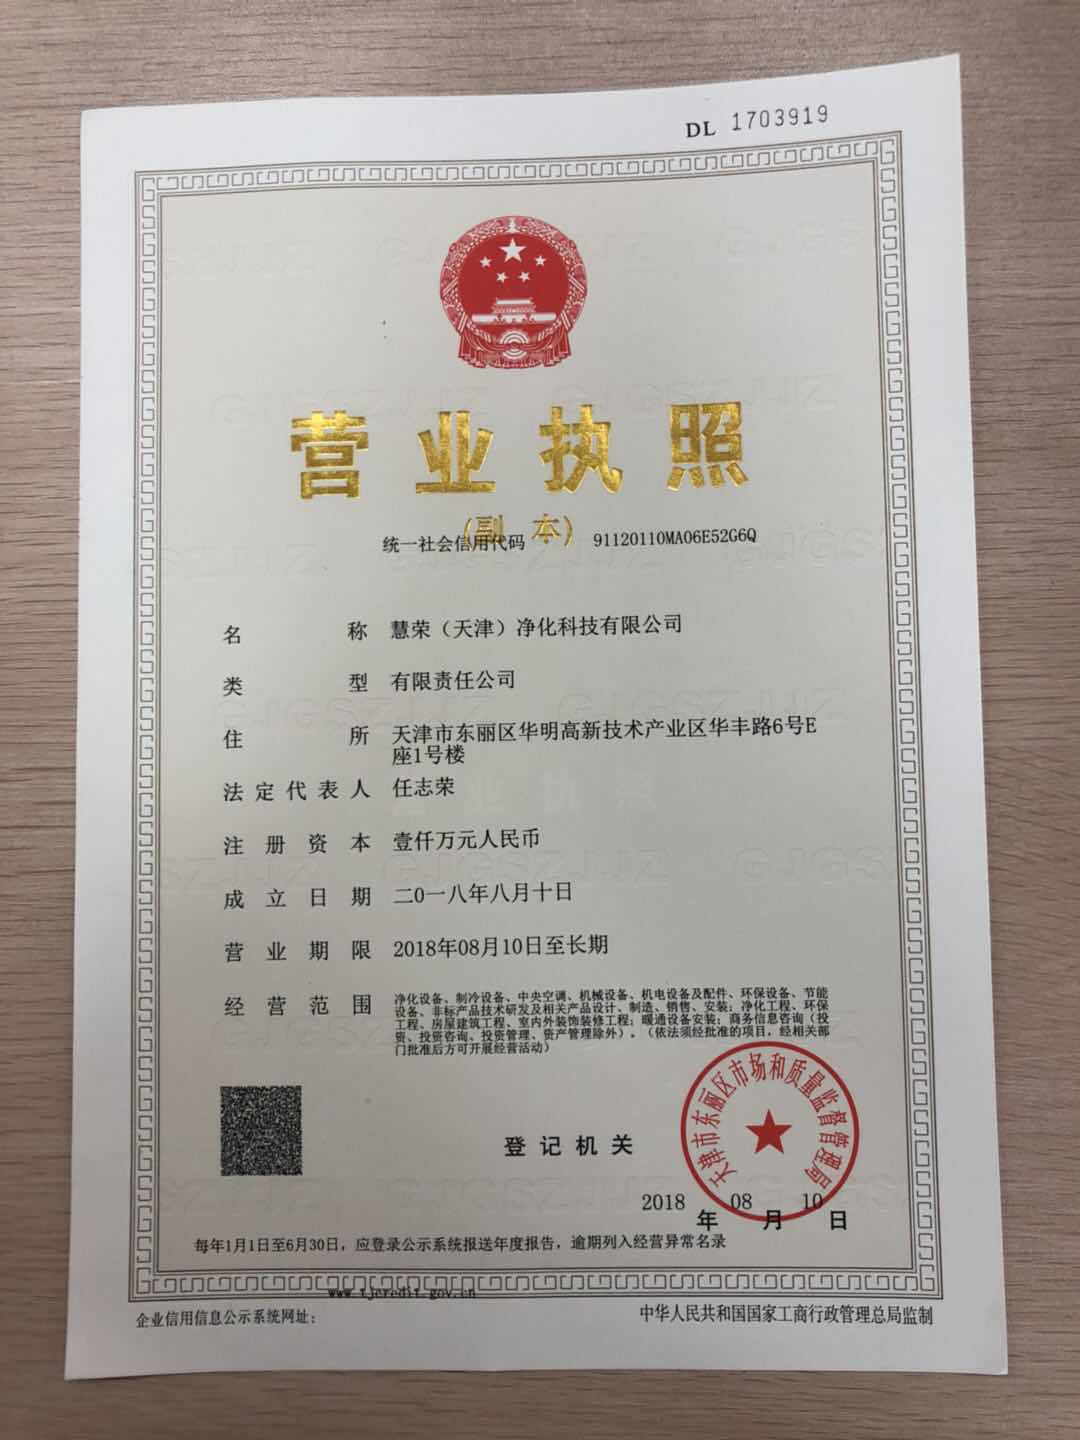 DL 1703919
营业执照
(副 本)
统一社会信用代码 91120110MA06E52G6Q
名 称 慧荣（天津）净化科技有限公司
类 型 有限责任公司
住 所 天津市东丽区华明高新技术产业区华丰路6号E
座1号楼
法定代表人 任志荣
注册资本 壹仟万元人民币
成立日期 二0一八年八月十日
营业期限 2018年08月10日至长期
经营范围 净化设备、制冷设备、中央空调、机械设备、机电设备及配件、环保设备、节能
设备、非标产品技术研发及相关产品设计、制造、销售、安装；净化工程、环保
工程、房屋建筑工程、室内外装饰装修工程；暖通设备安装；商务信息咨询（投
资、投资咨询、投资管理、资产管理除外）。（依法须经批准的项目，经相关部
门批准后方可开展经营活动）
天津市东丽区市场和质量监督管理局
登记机关
2018 年 08 月 10 日
每年1月1日至6月30日，应登录公示系统报送年度报告，逾期列入经营异常名录
www.tjcredit.gov.cn
企业信用信息公示系统网址：
中华人民共和国国家工商行政管理总局监制